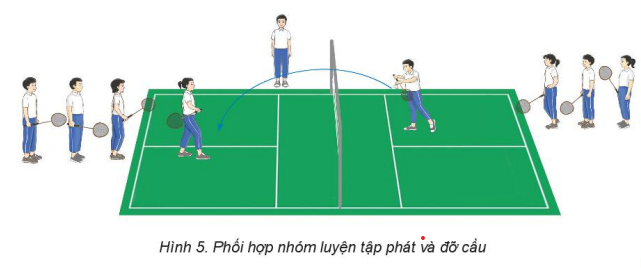 Hình 5. Phối hợp nhóm luyện tập phát và đỡ cầu